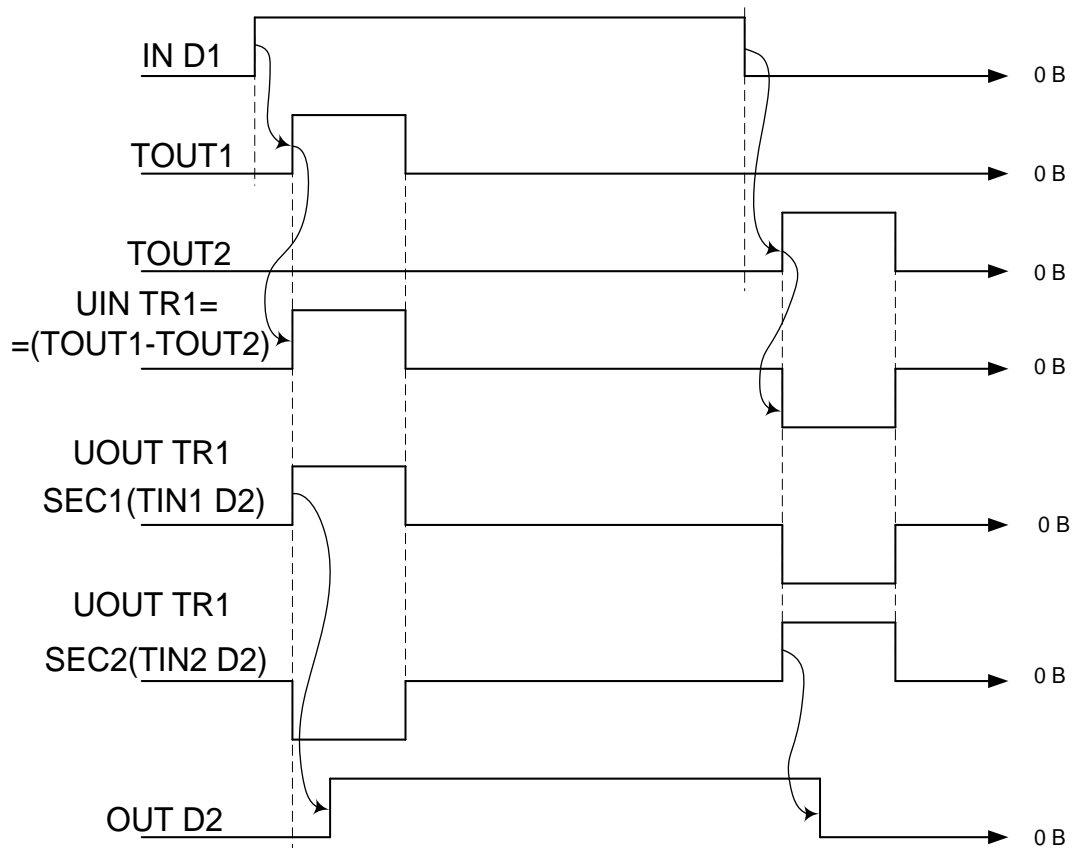 IN D1
0 В
TOUT1
0 В
TOUT2
0 В
UIN TR1=
=(TOUT1-TOUT2)
0 В
UOUT TR1
SEC1(TIN1 D2)
0 В
UOUT TR1
SEC2(TIN2 D2)
0 В
OUT D2
0 В